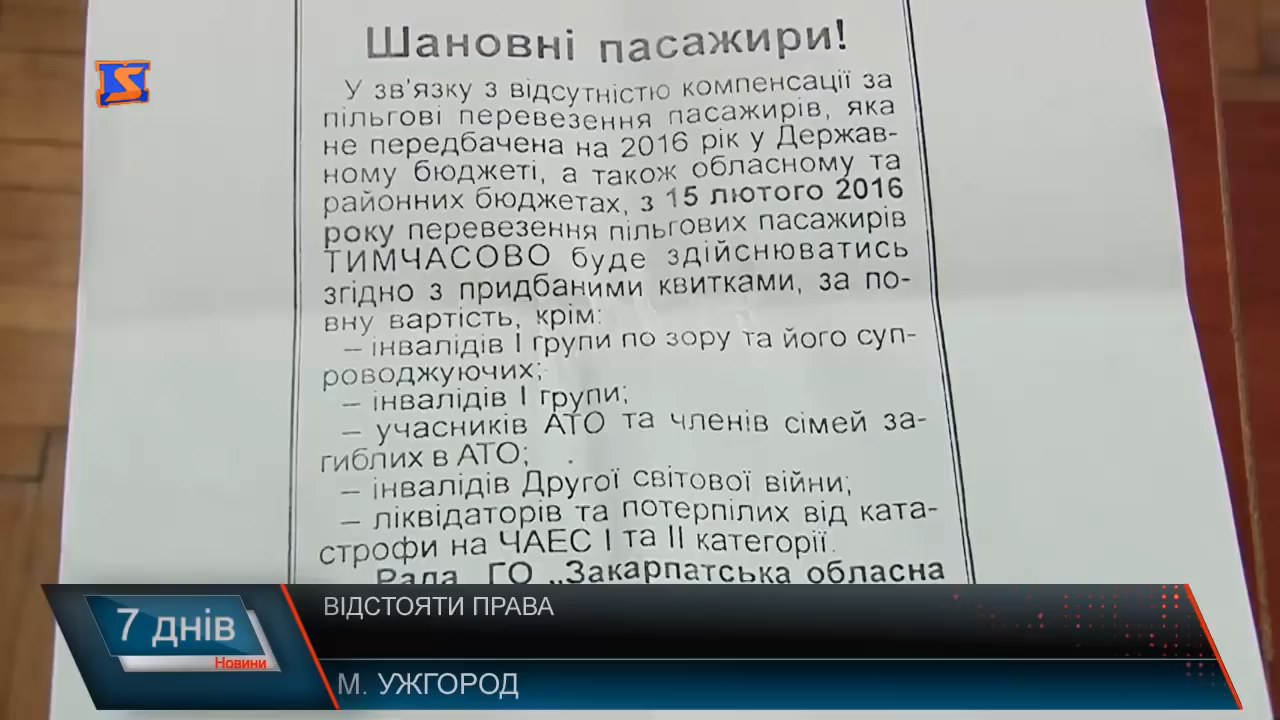 Шановні пасажири!
У зв'язку з відсутністю компенсації за
пільгові перевезення пасажирів, яка
не передбачена на 2016 рік у Держав-
ному бюджеті, а також обласному та
районних бюджетах, з 15 лютого 2016
року перевезення пільгових пасажирів
ТИМЧАСОВО буде здійснюватись
згідно з придбаними квитками, за по-
вну вартість, крім:
– інвалідів І групи по зору та його суп-
роводжуючих;
– інвалідів І групи;
– учасників АТО та членів сімей за-
гиблих в АТО;
– інвалідів Другої світової війни;
– ліквідаторів та потерпілих від ката-
строфи на ЧАЕС І та ІІ категорії.
Рада ГО „Закарпатська обласна
7 днів
Новини
ВІДСТОЯТИ ПРАВА
М. УЖГОРОД